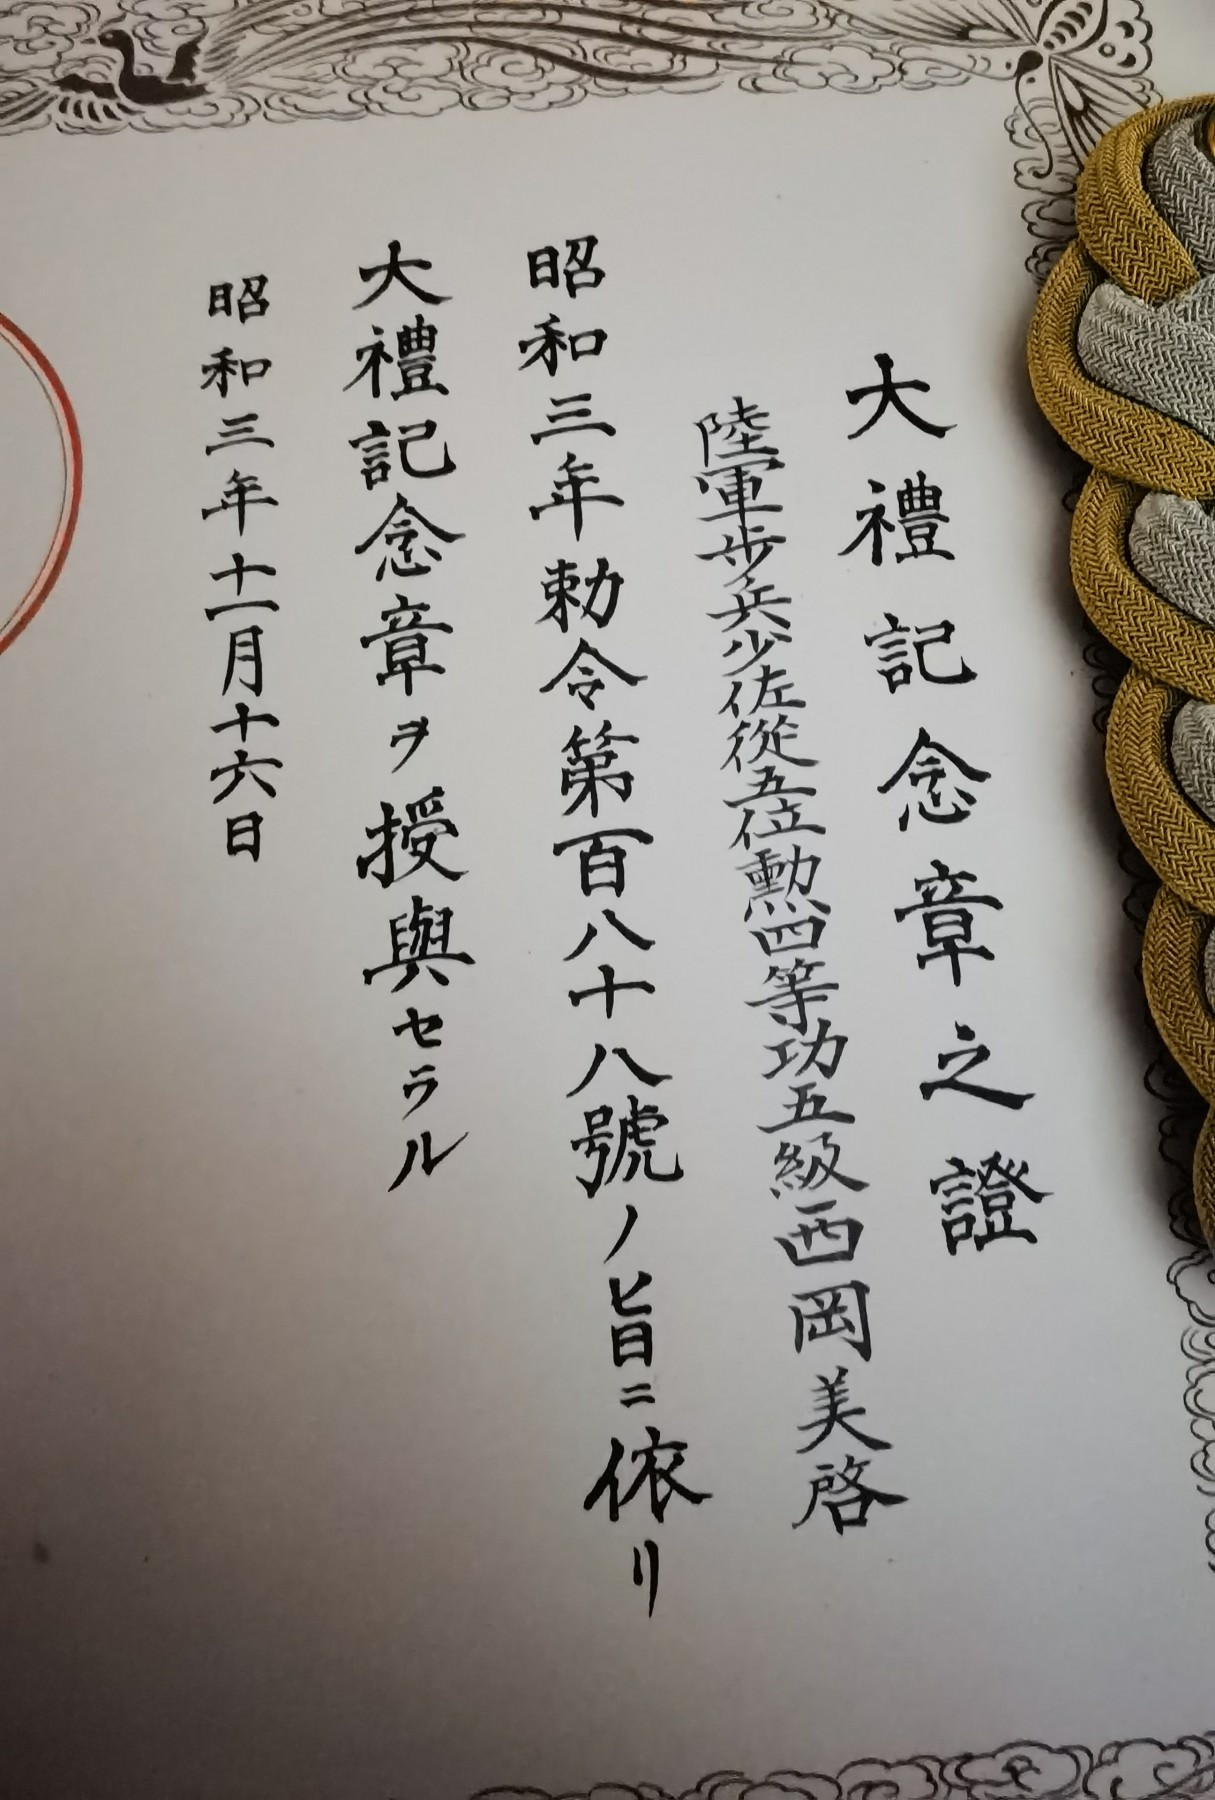 大禮記念章之證
陸軍歩兵少佐從五位勲四等功五級西岡美啓
昭和三年勅令第百八十八號ノ旨ニ依リ
大禮記念章ヲ授與セラル
昭和三年十一月十六日